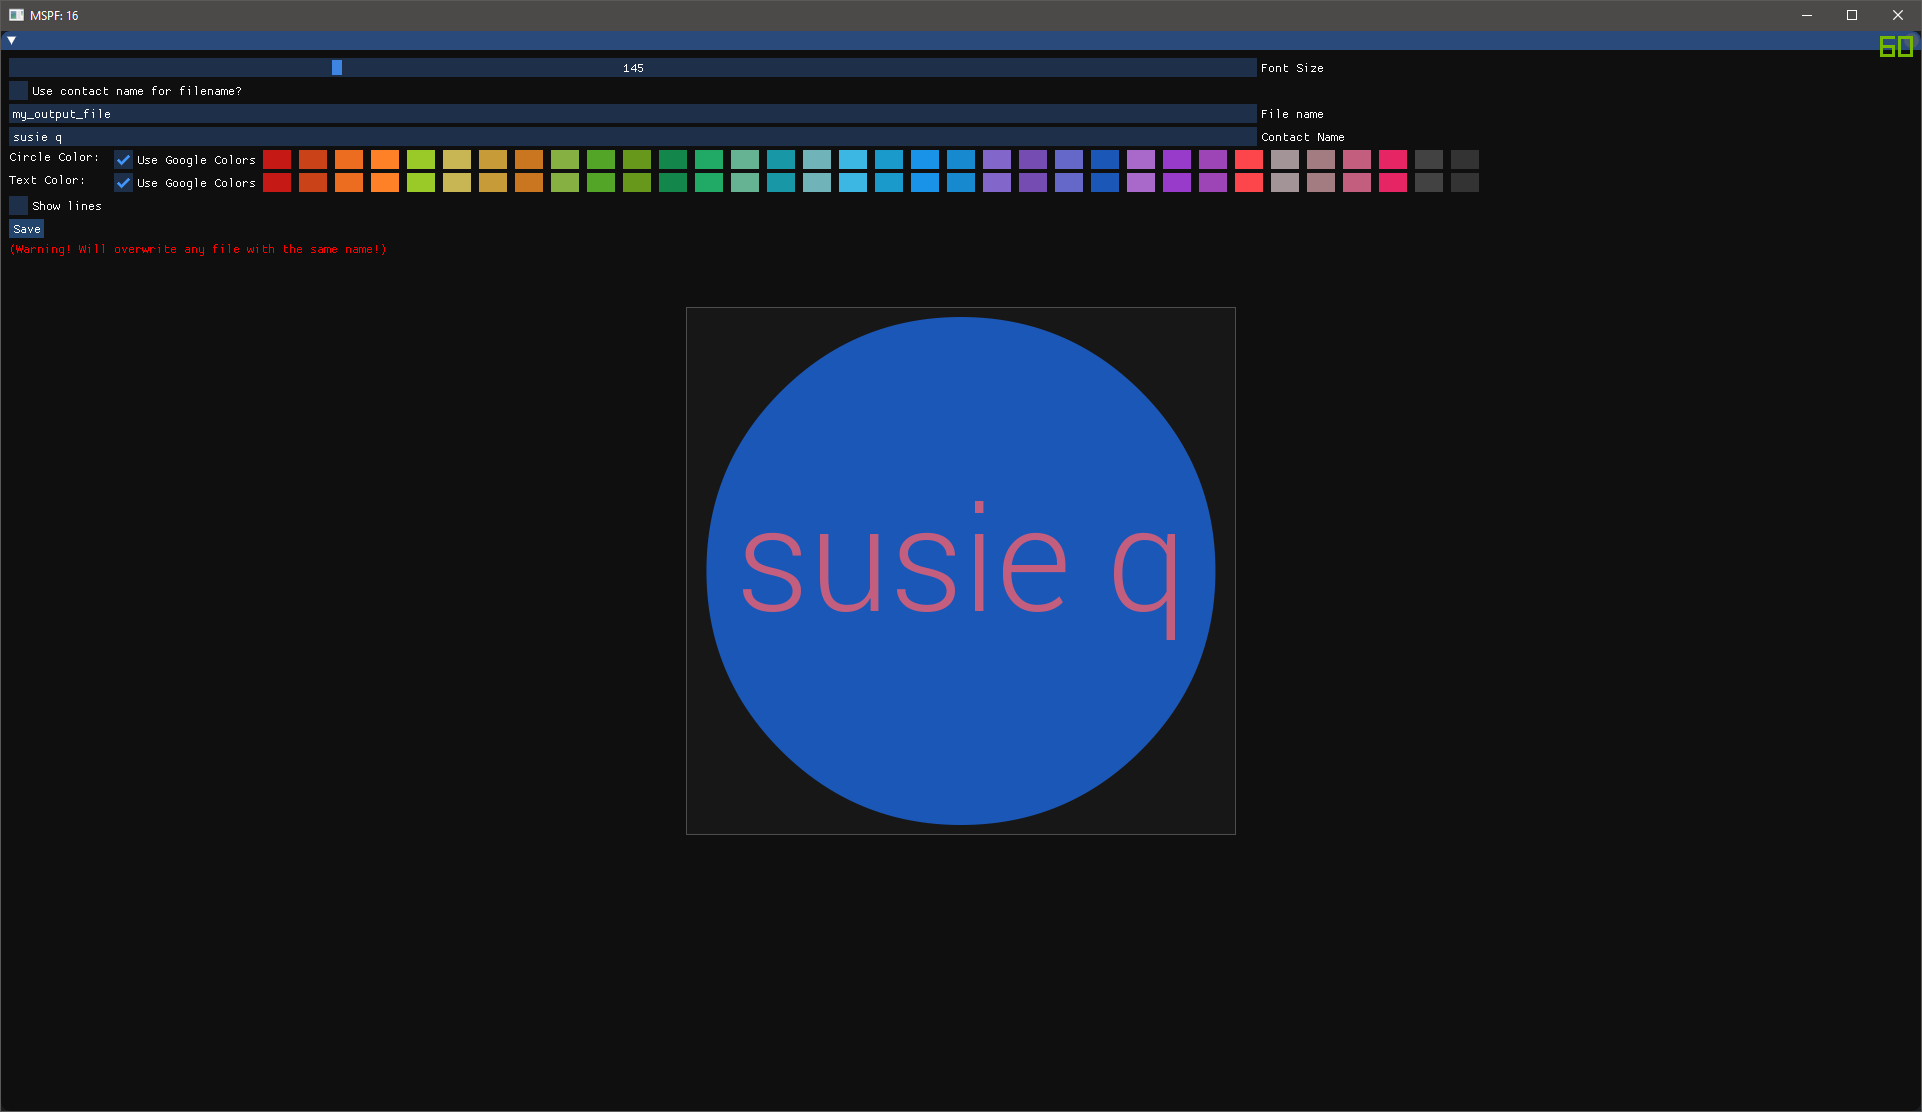 MSPF: 16
60
145 Font Size
Use contact name for filename?
my_output_file File name
susie q Contact Name
Circle Color: Use Google Colors
Text Color: Use Google Colors
Show lines
Save
(Warning! Will overwrite any file with the same name!)
susie q